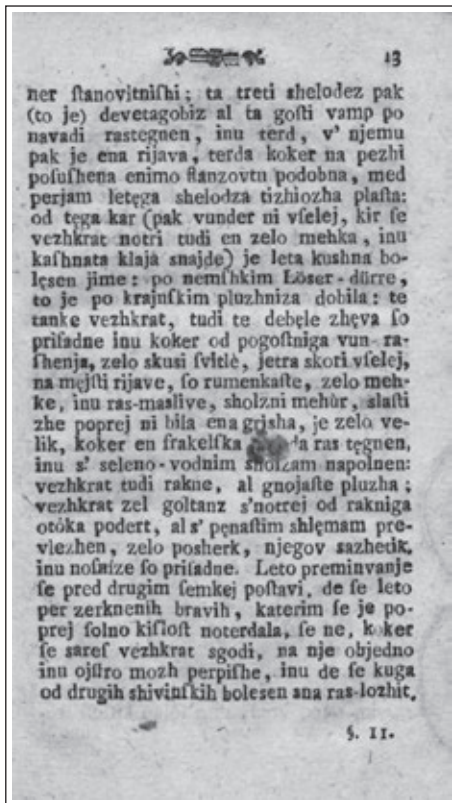 13
ner ſtanovitniſhi; ta treti shelodez pak
(to je) devetagobiz al ta goſti vamp po
navadi rastegnen, inu terd, v' njemu
pak je ena rijava, terda koker na pezhi
poſuſhena enimo ſtanzovtu podobna, med
perjam letęga shelodza tizhiozha plaſta:
od tęga kar (pak vunder ni vſelej, kir ſe
vezhkrat notri tudi en zelo mehka, inu
kaſhnata klaja snajde) je leta kushna bo-
lęsen jime: po nemſhkim Löser-dürre,
to je po krajnſkim pluzhniza dobila: te
tanke vezhkrat, tudi te debęle zhęva ſo
priſadne inu koker od pogoſtniga vun ra-
ſhenja, zelo skusi ſvitlè, jetra skori vſelej,
na męjſti rijave, ſo rumenkaſte, zelo meh-
ke, inu ras-maslive, sholzni mehùr, slaſti
zhe poprej ni bila ena grisha, je zelo ve-
lik, koker en frakelſka ras tęgnen,
inu s' seleno-vodnim sholzam napolnen:
vezhkrat tudi rakne, al gnojaſte pluzha;
vezhkrat zel goltanz s'notrej od rakniga
otóka podert, al s' pęnaſtim shlęmam pre-
vlezhen, zelo posherk, njegov sazhetik,
inu noſnize ſo priſadne. Leto preminvanje
ſe pred drugim ſemkej poſtavi, de ſe leto
per zerknenih bravih, katerim ſe je po-
prej ſolno kiſloſt noterdala, ſe ne, koker
ſe saref vezhkrat sgodi, na nje objedno
inu ojſtro mozh perpiſhe, inu de ſe kuga
od drugih shivinſkih bolesen sna ras-lozhit,
§. II.